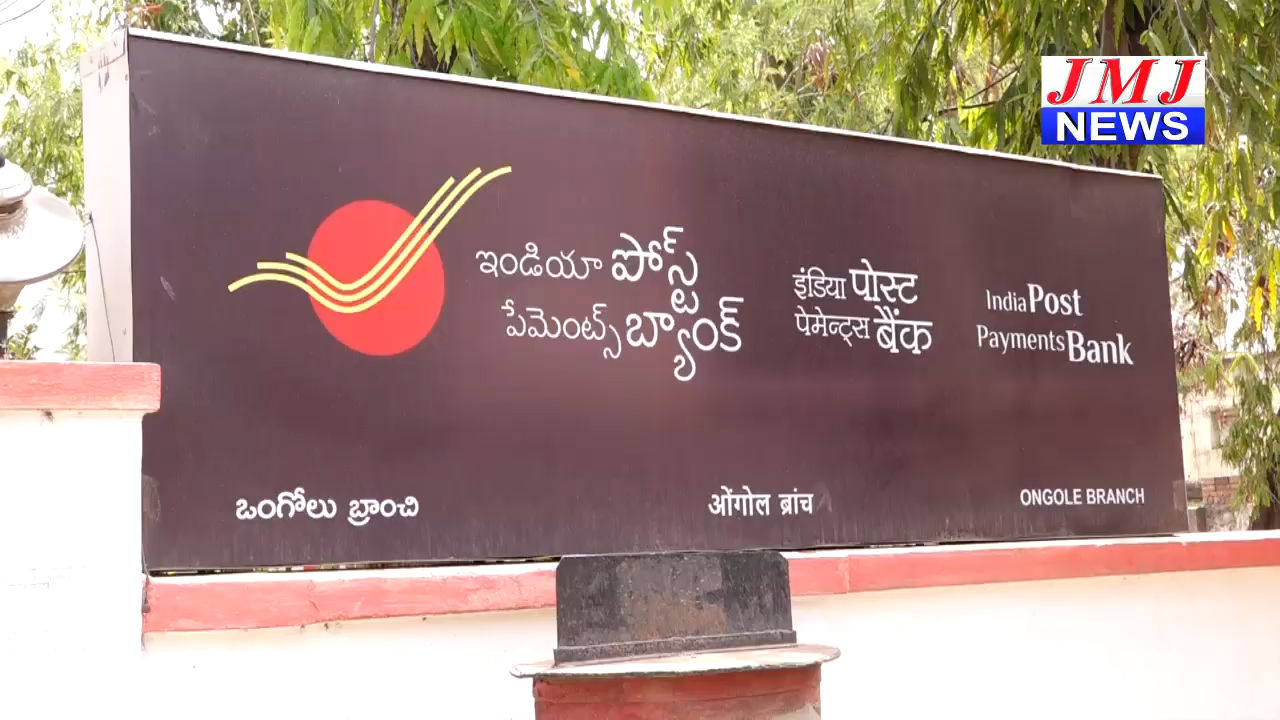 JMJ
NEWS
ఇండియా పోస్ట్
పేమెంట్స్ బ్యాంక్
इंडिया पोस्ट
पेमेन्ट्स बैंक
India Post
Payments Bank
ఒంగోలు బ్రాంచి
ओंगोल ब्रांच
ONGOLE BRANCH